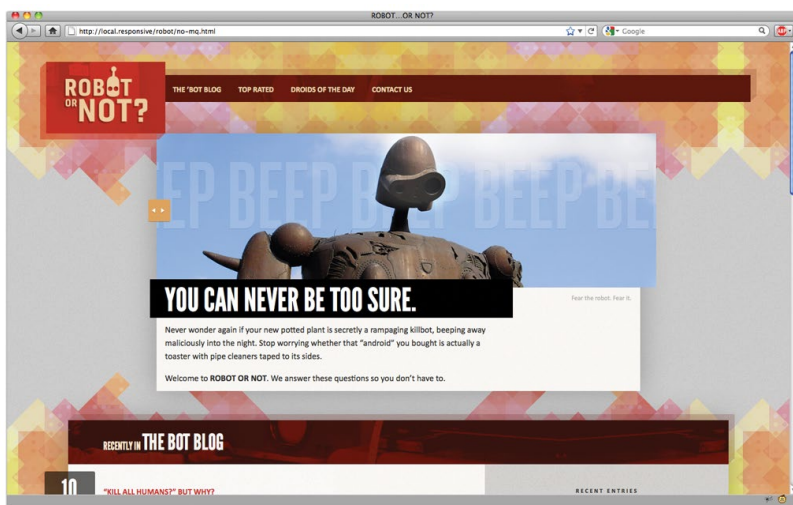 ROBOT...OR NOT?
http://local.responsive/robot/no-mq.html
Google
ROBOT
OR NOT?
THE 'BOT BLOG TOP RATED DROIDS OF THE DAY CONTACT US
EP BEEP BEEP BEEP BEEP BE
YOU CAN NEVER BE TOO SURE.
Fear the robot. Fear it.
Never wonder again if your new potted plant is secretly a rampaging killbot, beeping away
maliciously into the night. Stop worrying whether that “android” you bought is actually a
toaster with pipe cleaners taped to its sides.
Welcome to ROBOT OR NOT. We answer these questions so you don’t have to.
RECENTLY IN THE BOT BLOG
10
“KILL ALL HUMANS?” BUT WHY?
RECENT ENTRIES